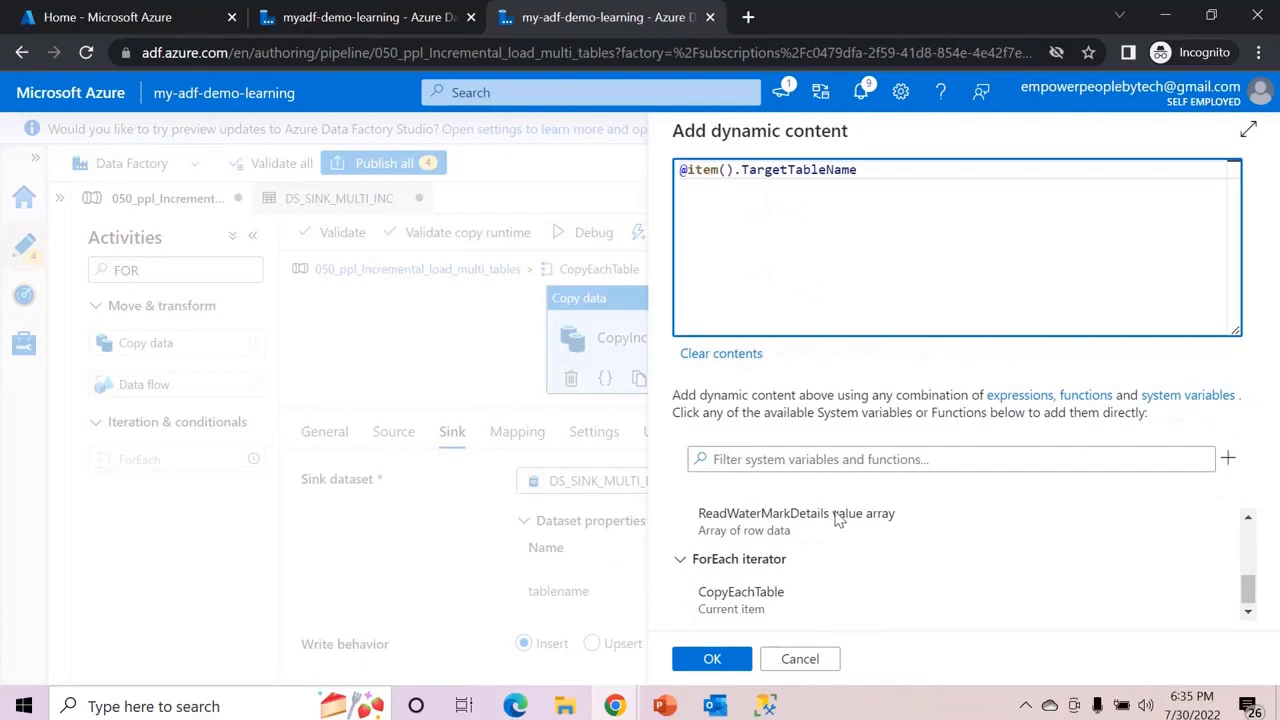 Home - Microsoft Azure
myadf-demo-learning - Azure Da
my-adf-demo-learning - Azure D
adf.azure.com/en/authoring/pipeline/050_ppl_Incremental_load_multi_tables?factory=%2Fsubscriptions%2Fc0479dfa-2f59-41d8-854e-4e42f7e...
Incognito
Microsoft Azure
my-adf-demo-learning
Search
1
9
empowerpeoplebytech@gmail.com
SELF EMPLOYED
Would you like to try preview updates to Azure Data Factory Studio? Open settings to learn more and op
Data Factory
Validate all
Publish all 4
050_ppl_Increment...
DS_SINK_MULTI_INC
Activities
FOR
Move & transform
Copy data
Data flow
Iteration & conditionals
ForEach
4
Validate
Validate copy runtime
Debug
050_ppl_Incremental_load_multi_tables > CopyEachTable
Copy data
CopyInc
General
Source
Sink
Mapping
Settings
U
Sink dataset *
DS_SINK_MULTI_I
Dataset properties
Name
tablename
Write behavior
Insert
Upsert
Add dynamic content
@item().TargetTableName
Clear contents
Add dynamic content above using any combination of expressions, functions and system variables .
Click any of the available System variables or Functions below to add them directly:
Filter system variables and functions...
ReadWaterMarkDetails value array
Array of row data
ForEach iterator
CopyEachTable
Current item
OK
Cancel
Type here to search
6:35 PM
7/30/2022
26